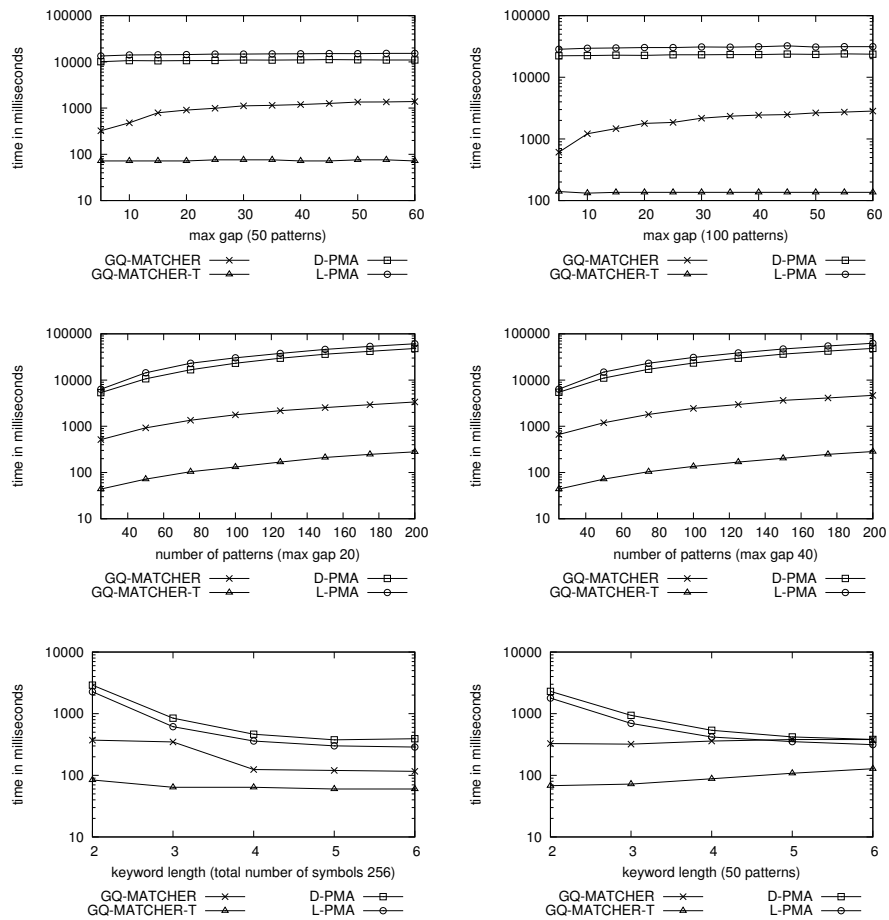 100000
10000
1000
100
10
time in milliseconds
10 20 30 40 50 60
max gap (50 patterns)
GQ-MATCHER D-PMA
GQ-MATCHER-T L-PMA
100000
10000
1000
100
time in milliseconds
10 20 30 40 50 60
max gap (100 patterns)
GQ-MATCHER D-PMA
GQ-MATCHER-T L-PMA
100000
10000
1000
100
10
time in milliseconds
40 60 80 100 120 140 160 180 200
number of patterns (max gap 20)
GQ-MATCHER D-PMA
GQ-MATCHER-T L-PMA
100000
10000
1000
100
10
time in milliseconds
40 60 80 100 120 140 160 180 200
number of patterns (max gap 40)
GQ-MATCHER D-PMA
GQ-MATCHER-T L-PMA
10000
1000
100
10
time in milliseconds
2 3 4 5 6
keyword length (total number of symbols 256)
GQ-MATCHER D-PMA
GQ-MATCHER-T L-PMA
10000
1000
100
10
time in milliseconds
2 3 4 5 6
keyword length (50 patterns)
GQ-MATCHER D-PMA
GQ-MATCHER-T L-PMA